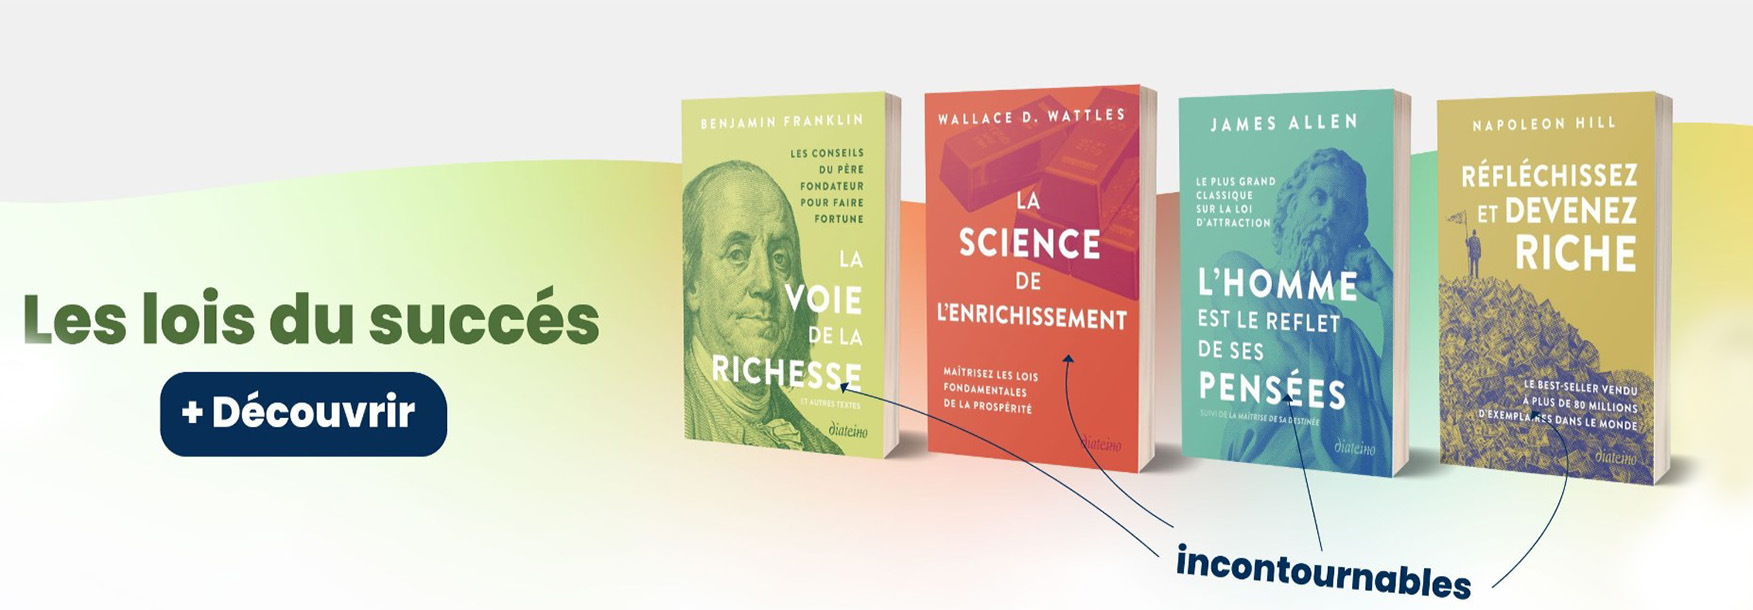 Les lois du succés
+ Découvrir
BENJAMIN FRANKLIN
LES CONSEILS
DU PÈRE
FONDATEUR
POUR FAIRE
FORTUNE
LA
VOIE
DE LA
RICHESSE
ET AUTRES TEXTES
diateino
WALLACE D. WATTLES
LA
SCIENCE
DE
L'ENRICHISSEMENT
MAÎTRISEZ LES LOIS
FONDAMENTALES
DE LA PROSPÉRITÉ
diateino
JAMES ALLEN
LE PLUS GRAND
CLASSIQUE
SUR LA LOI
D'ATTRACTION
L'HOMME
EST LE REFLET
DE SES
PENSÉES
SUIVI DE LA MAÎTRISE DE SA DESTINÉE
diateino
NAPOLEON HILL
RÉFLÉCHISSEZ
ET DEVENEZ
RICHE
LE BEST-SELLER VENDU
À PLUS DE 80 MILLIONS
D'EXEMPLAIRES DANS LE MONDE
diateino
incontournables